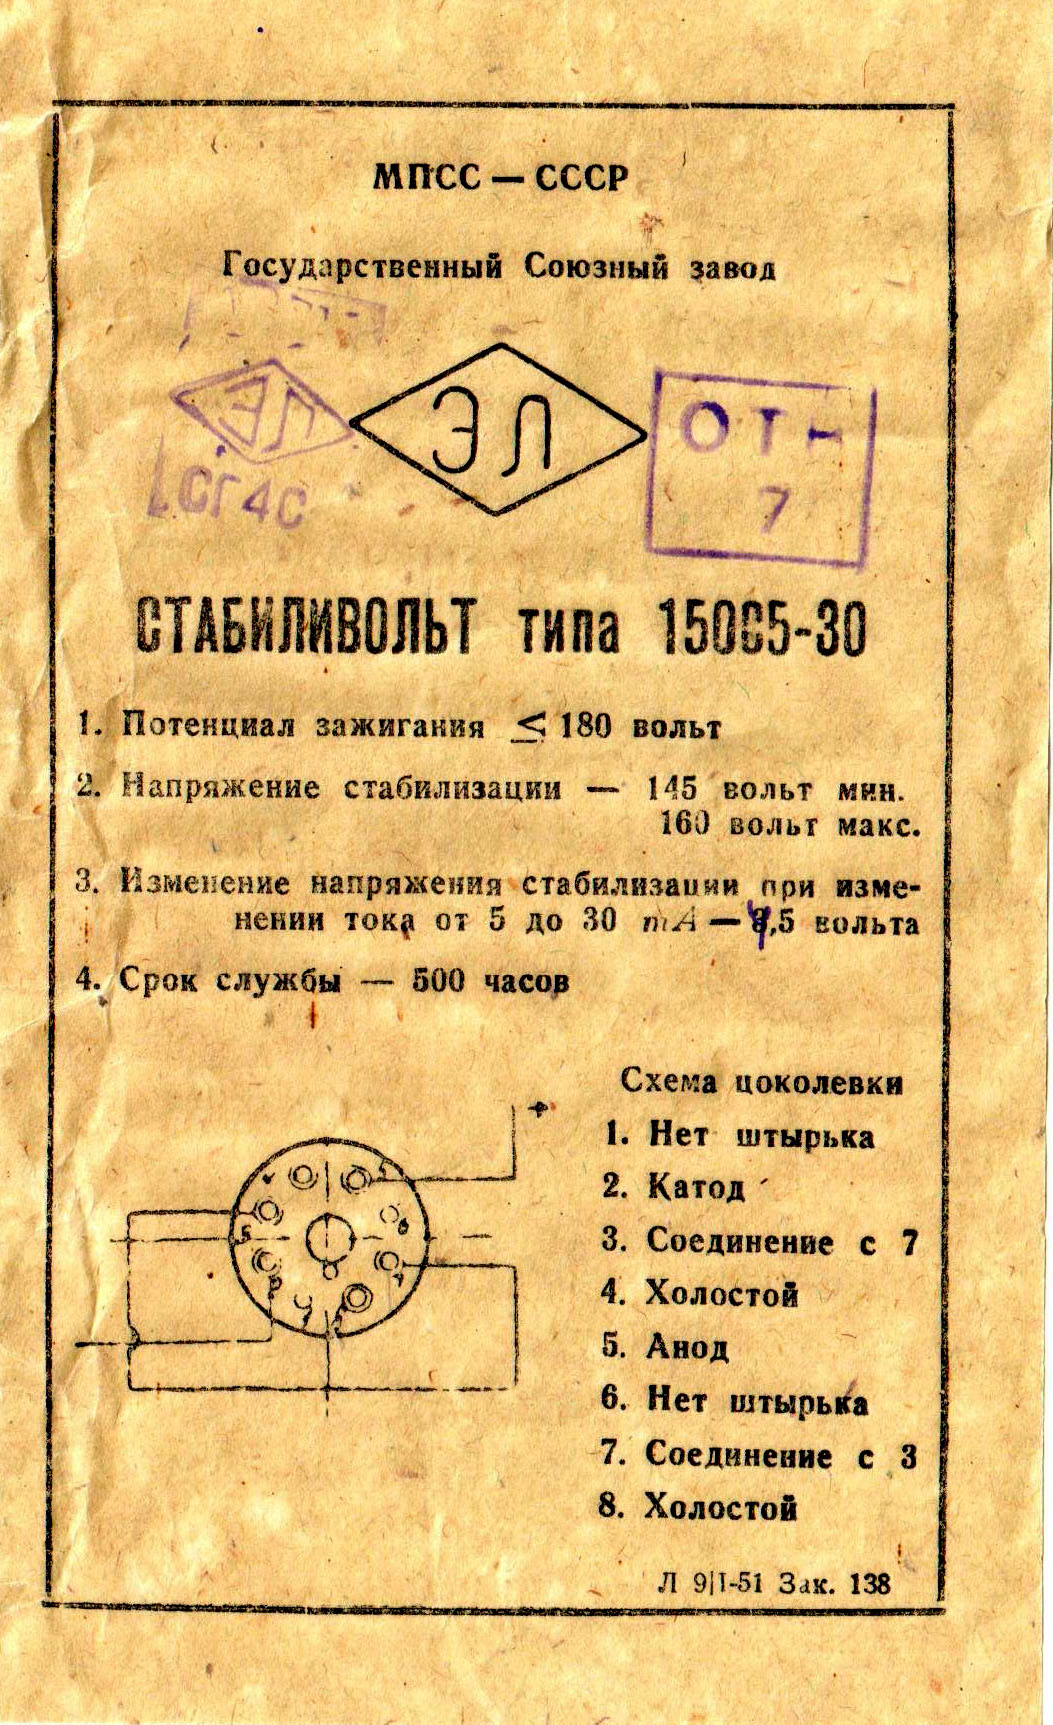 МПСС — СССР
Государственный Союзный завод
ЭЛ
ЭЛ
СГ4С
ОТ-
7
СТАБИЛИВОЛЬТ типа 150С5-30
1. Потенциал зажигания ≤ 180 вольт
2. Напряжение стабилизации — 145 вольт мин.
160 вольт макс.
3. Изменение напряжения стабилизации при изме-
нении тока от 5 до 30 mA — 4,5 вольта
4. Срок службы — 500 часов
Схема цоколевки
1. Нет штырька
2. Катод
3. Соединение с 7
4. Холостой
5. Анод
6. Нет штырька
7. Соединение с 3
8. Холостой
Л 9|I-51 Зак. 138